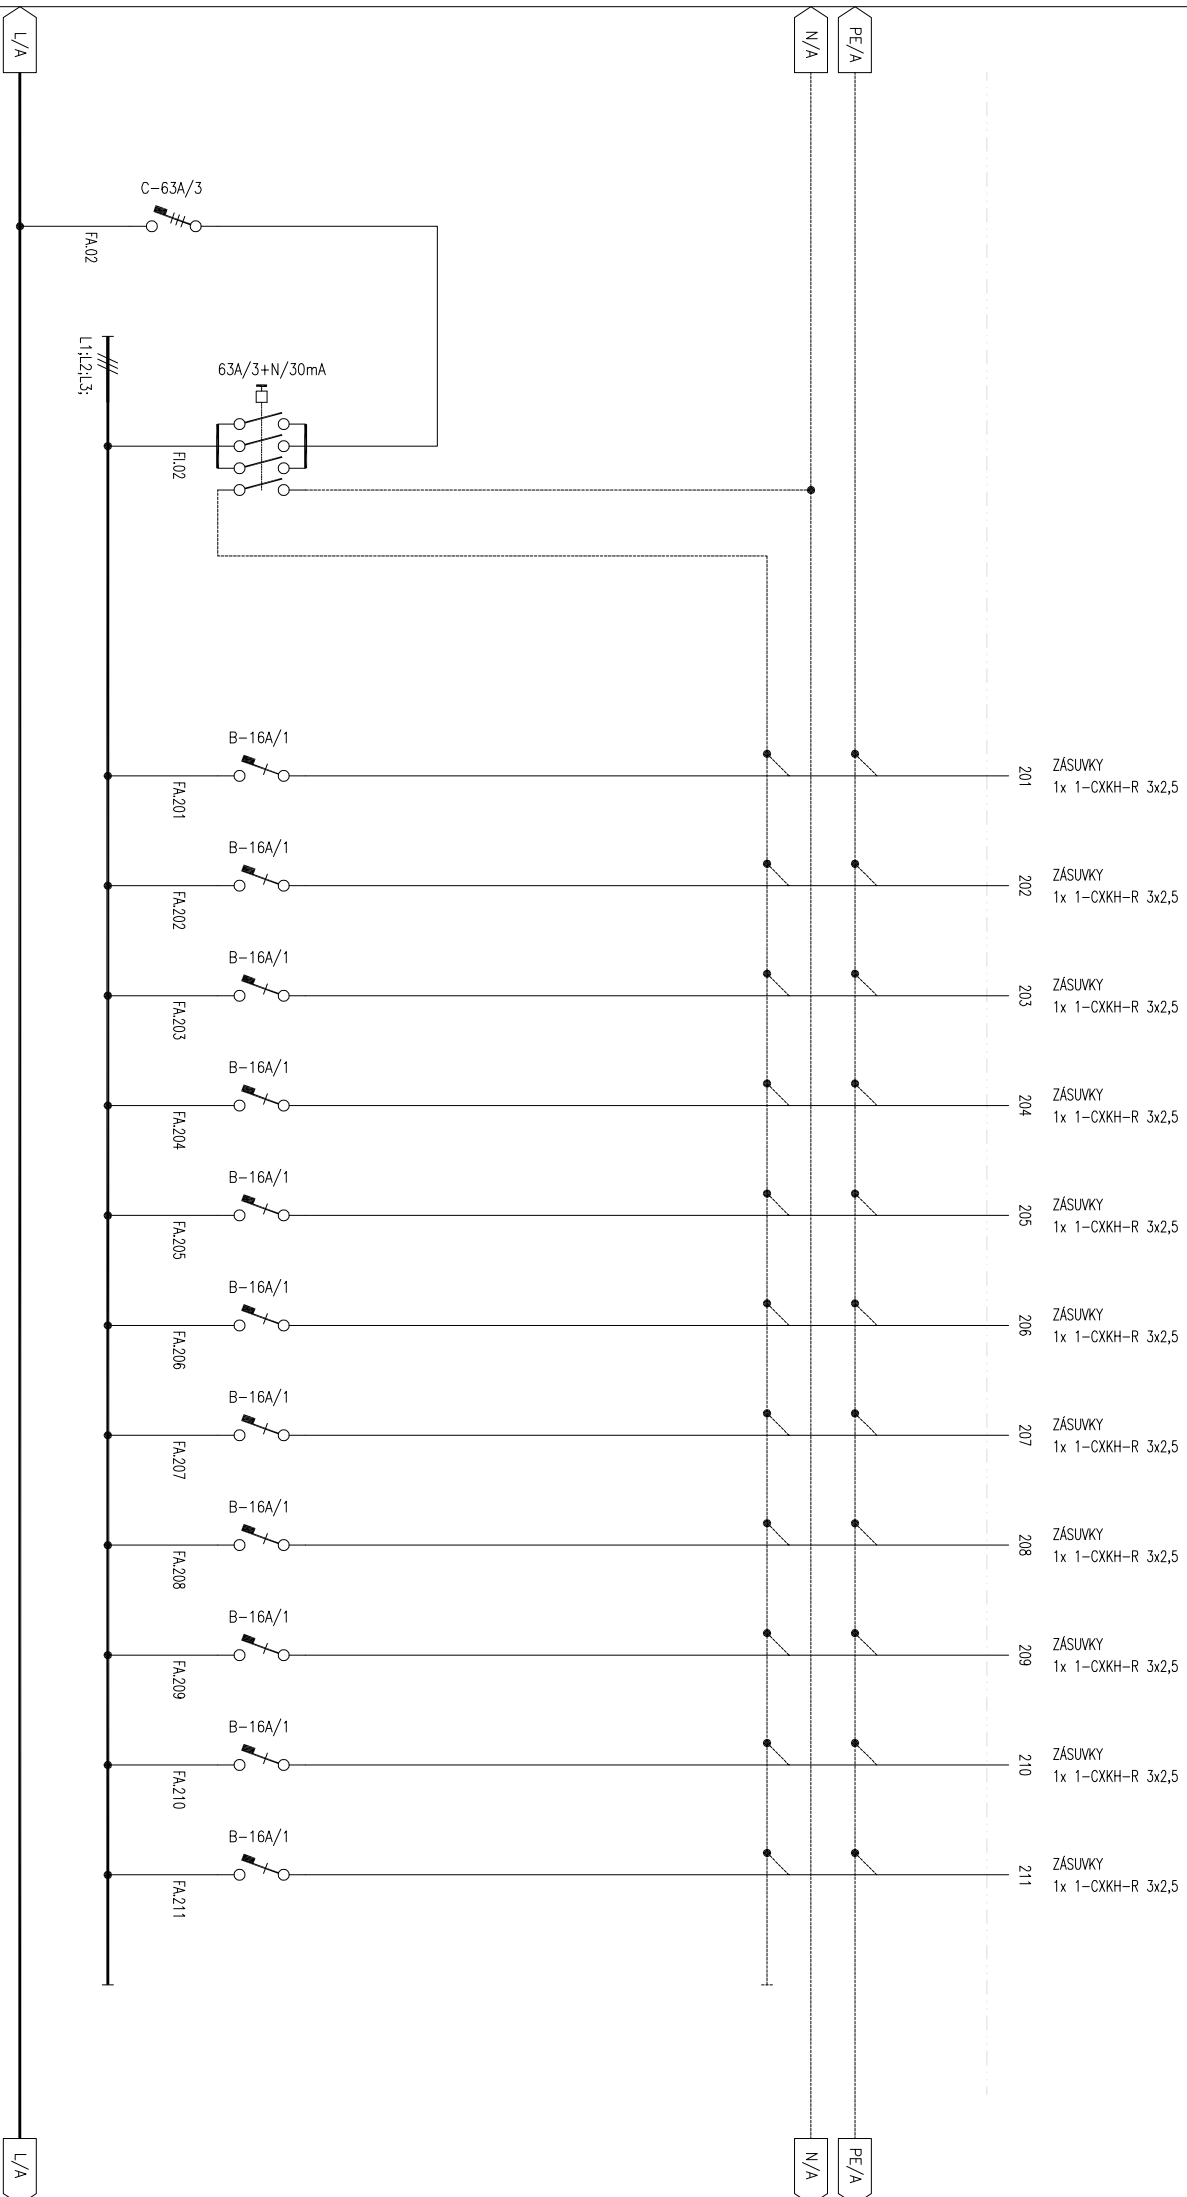 L/A
N/A
PE/A
C-63A/3
FA.02
L1;L2;L3;
63A/3+N/30mA
FI.02
B-16A/1
FA.201
201
ZÁSUVKY
1x 1-CXKH-R 3x2,5
B-16A/1
FA.202
202
ZÁSUVKY
1x 1-CXKH-R 3x2,5
B-16A/1
FA.203
203
ZÁSUVKY
1x 1-CXKH-R 3x2,5
B-16A/1
FA.204
204
ZÁSUVKY
1x 1-CXKH-R 3x2,5
B-16A/1
FA.205
205
ZÁSUVKY
1x 1-CXKH-R 3x2,5
B-16A/1
FA.206
206
ZÁSUVKY
1x 1-CXKH-R 3x2,5
B-16A/1
FA.207
207
ZÁSUVKY
1x 1-CXKH-R 3x2,5
B-16A/1
FA.208
208
ZÁSUVKY
1x 1-CXKH-R 3x2,5
B-16A/1
FA.209
209
ZÁSUVKY
1x 1-CXKH-R 3x2,5
B-16A/1
FA.210
210
ZÁSUVKY
1x 1-CXKH-R 3x2,5
B-16A/1
FA.211
211
ZÁSUVKY
1x 1-CXKH-R 3x2,5
L/A
N/A
PE/A